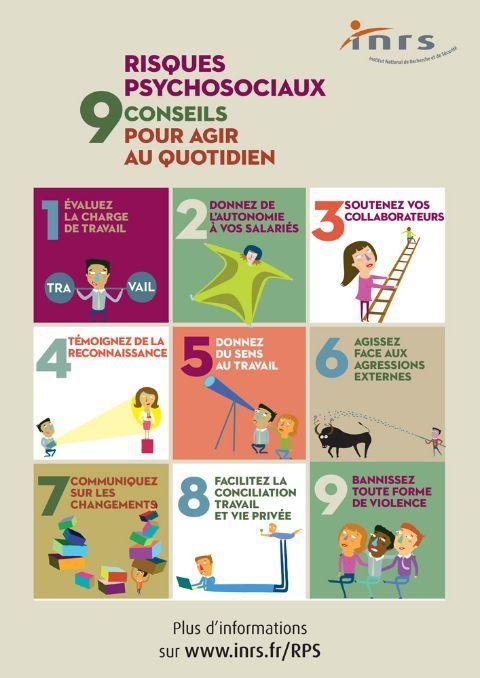 inrs
Institut National de Recherche et de Sécurité
RISQUES
PSYCHOSOCIAUX
9 CONSEILS
POUR AGIR
AU QUOTIDIEN
1 ÉVALUEZ
LA CHARGE
DE TRAVAIL
TRA VAIL
2 DONNEZ DE
L'AUTONOMIE
À VOS SALARIÉS
3 SOUTENEZ VOS
COLLABORATEURS
4 TÉMOIGNEZ DE LA
RECONNAISSANCE
5 DONNEZ
DU SENS
AU TRAVAIL
6 AGISSEZ
FACE AUX
AGRESSIONS
EXTERNES
7 COMMUNIQUEZ
SUR LES
CHANGEMENTS
8 FACILITEZ LA
CONCILIATION
TRAVAIL
ET VIE PRIVÉE
9 BANNISSEZ
TOUTE FORME
DE VIOLENCE
Plus d'informations
sur www.inrs.fr/RPS